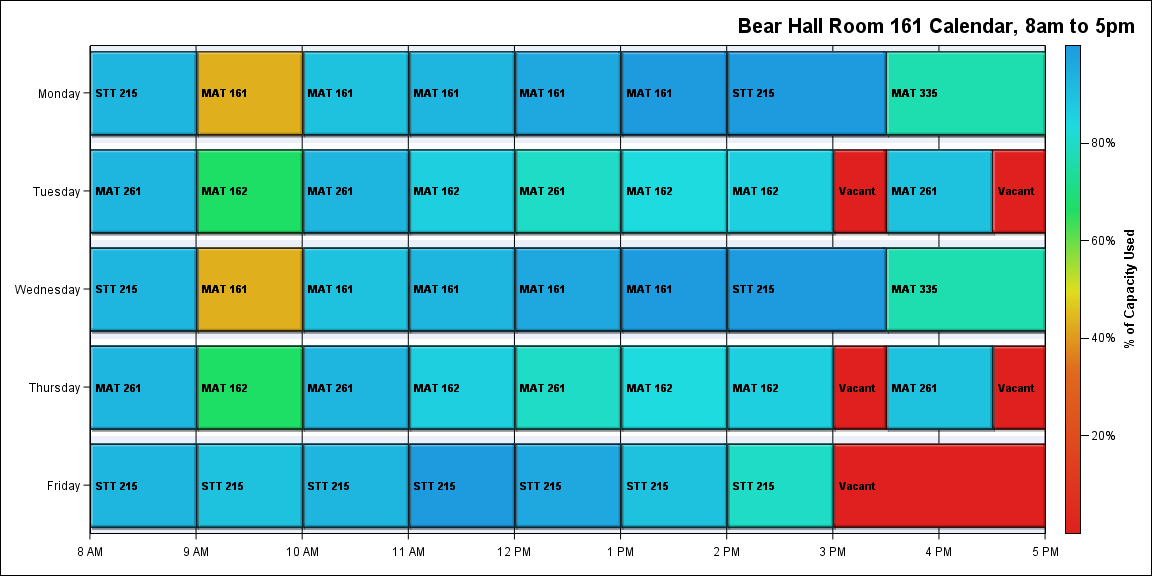 Bear Hall Room 161 Calendar, 8am to 5pm
Monday
STT 215
MAT 161
MAT 161
MAT 161
MAT 161
MAT 161
STT 215
MAT 335
Tuesday
MAT 261
MAT 162
MAT 261
MAT 162
MAT 261
MAT 162
MAT 162
Vacant
MAT 261
Vacant
Wednesday
STT 215
MAT 161
MAT 161
MAT 161
MAT 161
MAT 161
STT 215
MAT 335
Thursday
MAT 261
MAT 162
MAT 261
MAT 162
MAT 261
MAT 162
MAT 162
Vacant
MAT 261
Vacant
Friday
STT 215
STT 215
STT 215
STT 215
STT 215
STT 215
STT 215
Vacant
8 AM
9 AM
10 AM
11 AM
12 PM
1 PM
2 PM
3 PM
4 PM
5 PM
80%
60%
40%
20%
% of Capacity Used